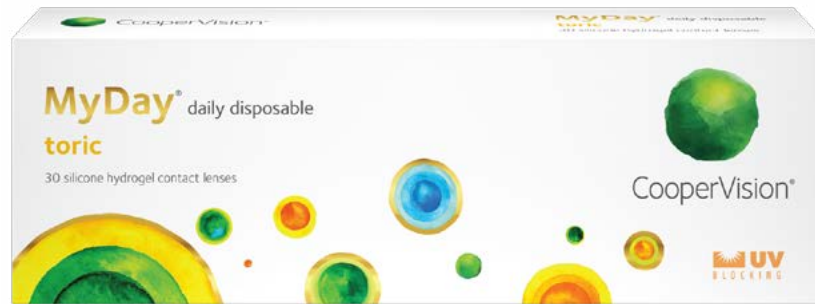 CooperVision®
MyDay® daily disposable
toric
30 silicone hydrogel contact lenses
MyDay® daily disposable
toric
30 silicone hydrogel contact lenses
CooperVision®
UV
BLOCKING